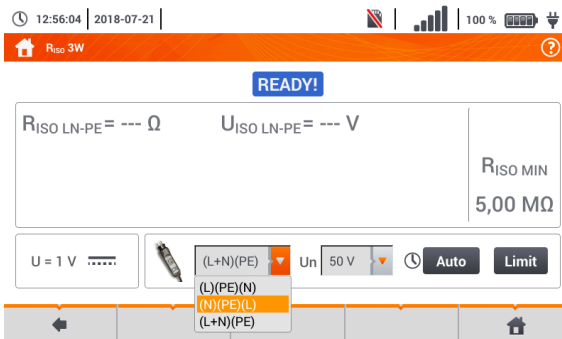 12:56:04 2018-07-21 100 %
RISO 3W ?
READY!
RISO LN-PE= --- Ω UISO LN-PE= --- V
RISO MIN
5,00 MΩ
U = 1 V (L+N)(PE) Un 50 V Auto Limit
(L)(PE)(N)
(N)(PE)(L)
(L+N)(PE)